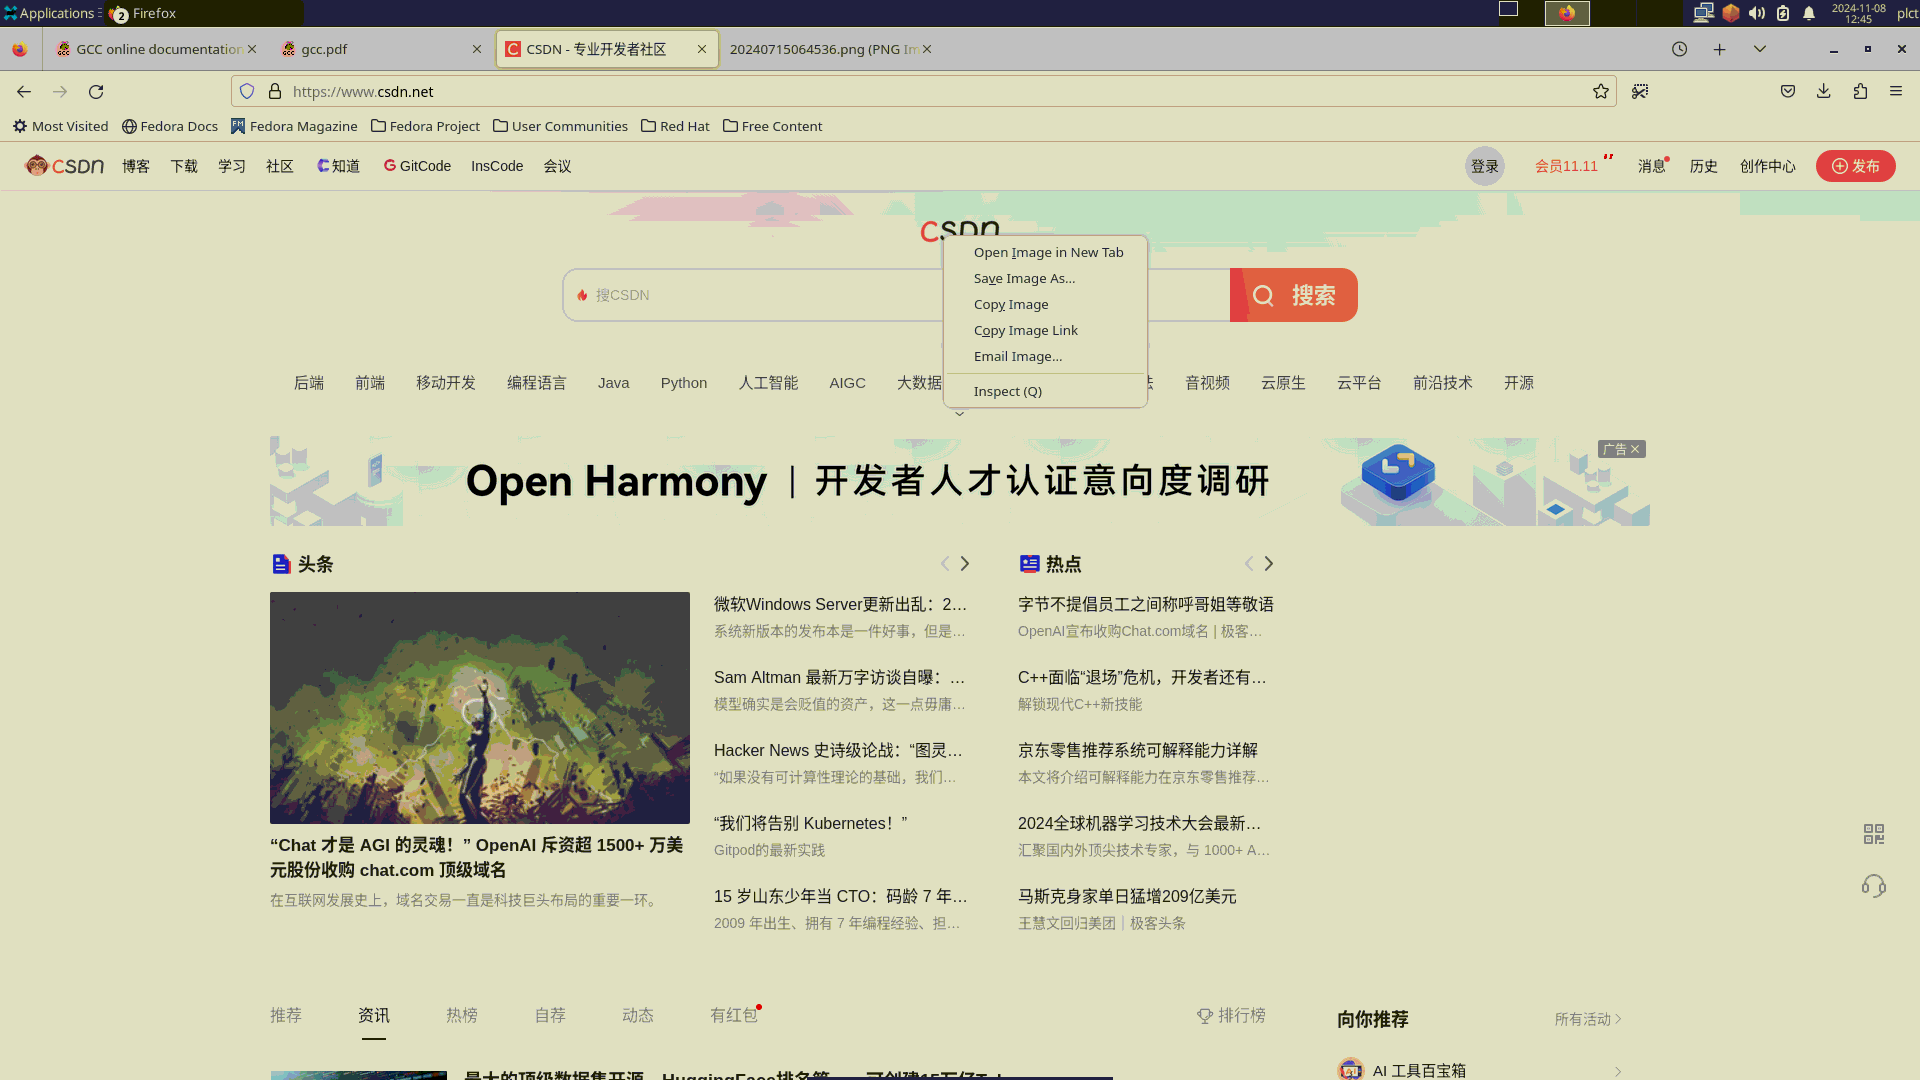 Applications
2 Firefox
2024-11-08
12:45
plct
GCC online documentation
gcc.pdf
CSDN - 专业开发者社区
20240715064536.png (PNG Im
https://www.csdn.net
Most Visited
Fedora Docs
Fedora Magazine
Fedora Project
User Communities
Red Hat
Free Content
CSDN
博客
下载
学习
社区
知道
GitCode
InsCode
会议
登录
会员11.11
消息
历史
创作中心
发布
CSDN
搜CSDN
搜索
Open Image in New Tab
Save Image As...
Copy Image
Copy Image Link
Email Image...
Inspect (Q)
后端
前端
移动开发
编程语言
Java
Python
人工智能
AIGC
大数据
音视频
云原生
云平台
前沿技术
开源
Open Harmony | 开发者人才认证意向度调研
广告
头条
“Chat 才是 AGI 的灵魂！” OpenAI 斥资超 1500+ 万美
元股份收购 chat.com 顶级域名
在互联网发展史上，域名交易一直是科技巨头布局的重要一环。
微软Windows Server更新出乱：2...
系统新版本的发布本是一件好事，但是...
Sam Altman 最新万字访谈自曝：...
模型确实是会贬值的资产，这一点毋庸...
Hacker News 史诗级论战：“图灵...
“如果没有可计算性理论的基础，我们...
“我们将告别 Kubernetes！”
Gitpod的最新实践
15 岁山东少年当 CTO：码龄 7 年...
2009 年出生、拥有 7 年编程经验、担...
热点
字节不提倡员工之间称呼哥姐等敬语
OpenAI宣布收购Chat.com域名 | 极客...
C++面临“退场”危机，开发者还有...
解锁现代C++新技能
京东零售推荐系统可解释能力详解
本文将介绍可解释能力在京东零售推荐...
2024全球机器学习技术大会最新...
汇聚国内外顶尖技术专家，与 1000+ A...
马斯克身家单日猛增209亿美元
王慧文回归美团｜极客头条
推荐
资讯
热榜
自荐
动态
有红包
排行榜
向你推荐
所有活动
AI 工具百宝箱